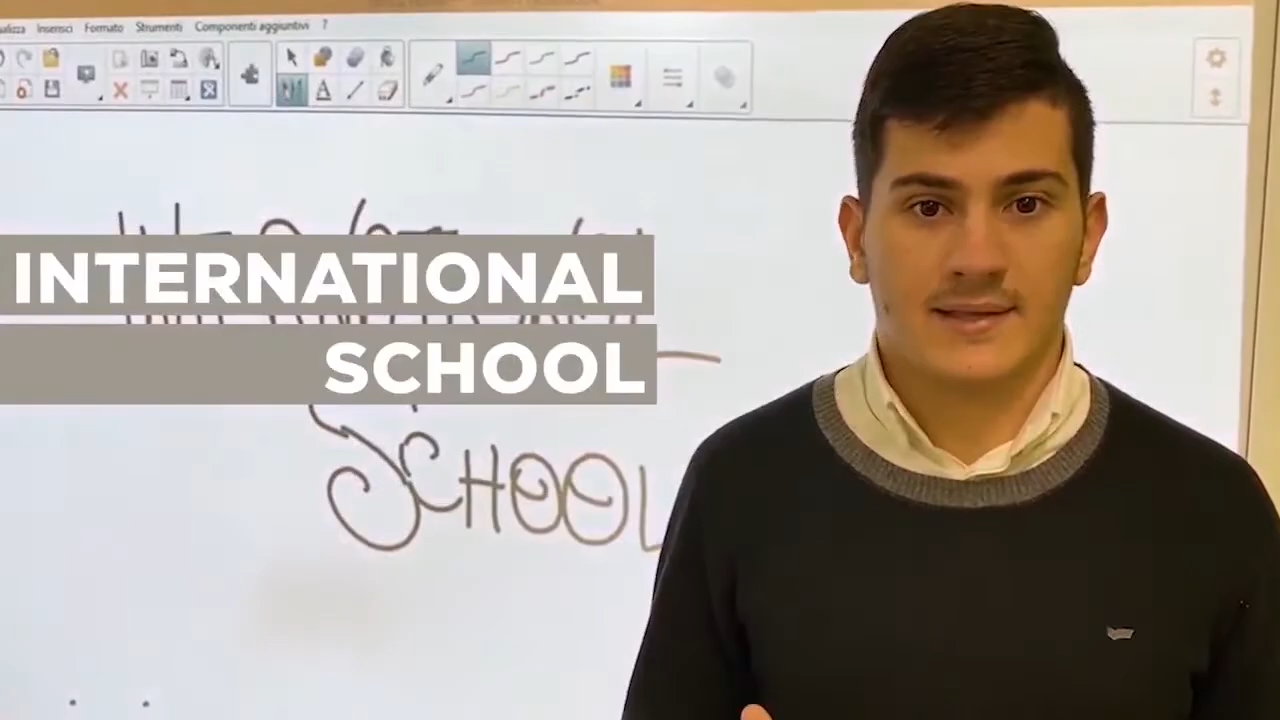 Inserisci Formato Strumenti Componenti aggiuntivi ?
INTERNATIONAL
SCHOOL
SCHOOL